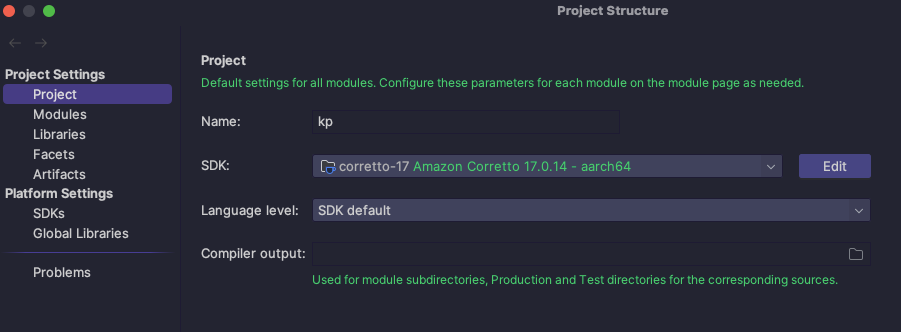 Project Structure
Project Settings
Project
Modules
Libraries
Facets
Artifacts
Platform Settings
SDKs
Global Libraries
Problems
Project
Default settings for all modules. Configure these parameters for each module on the module page as needed.
Name: kp
SDK: corretto-17 Amazon Corretto 17.0.14 - aarch64 Edit
Language level: SDK default
Compiler output:
Used for module subdirectories, Production and Test directories for the corresponding sources.